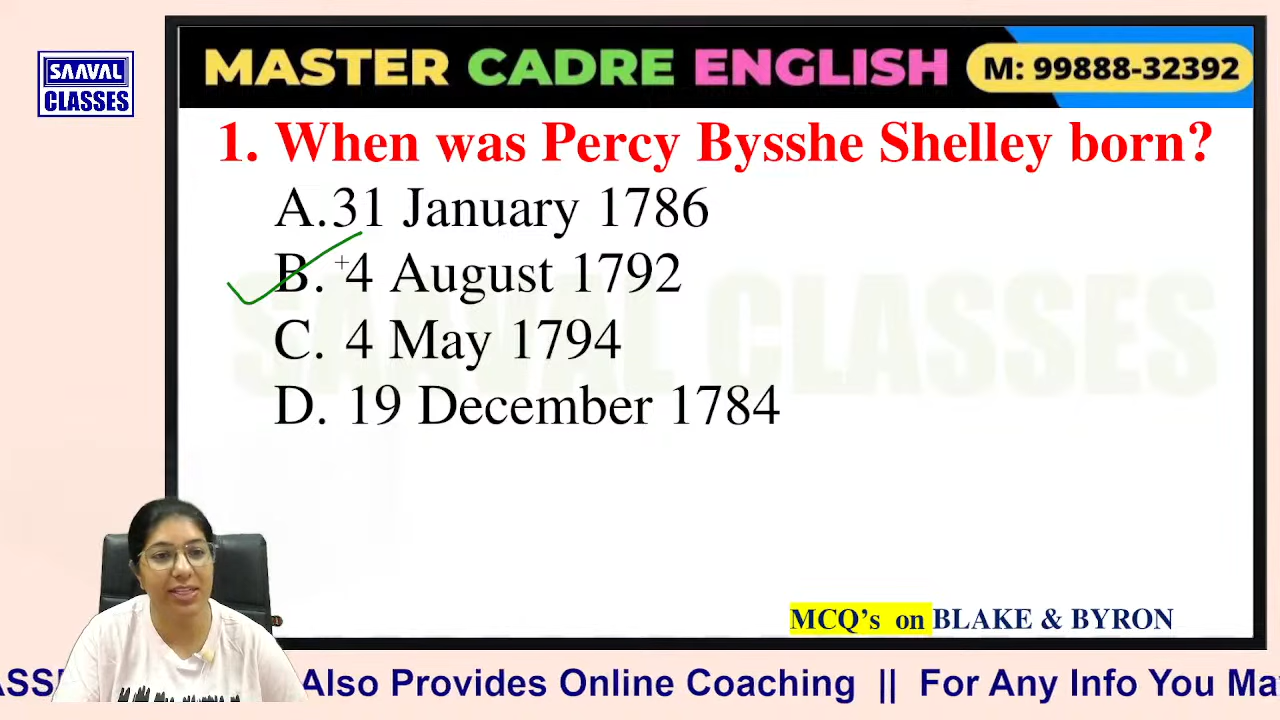 SAAVAL
CLASSES
MASTER CADRE ENGLISH
M: 99888-32392
1. When was Percy Bysshe Shelley born?
A.31 January 1786
B. 4 August 1792
C. 4 May 1794
D. 19 December 1784
SAAVAL CLASSES
MCQ's on BLAKE & BYRON
Also Provides Online Coaching || For Any Info You